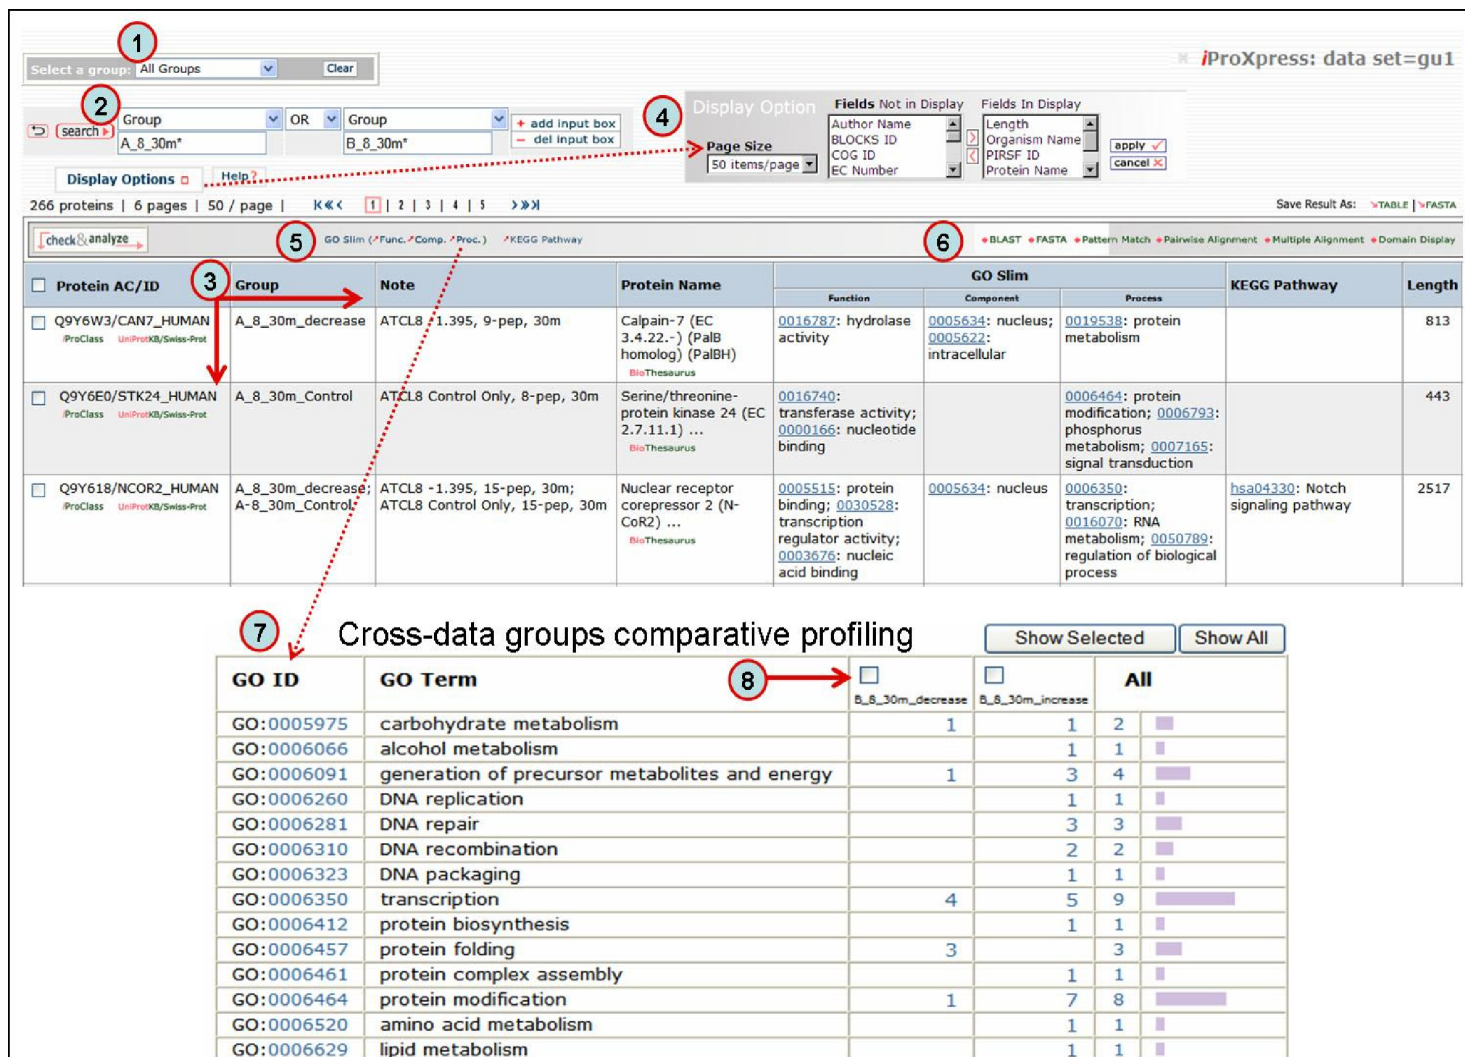 1
Select a group: All Groups Clear
iProXpress: data set=gu1
2
search Group OR Group + add input box
A_8_30m* B_8_30m* − del input box
4
Display Option Fields Not in Display Fields In Display
Author Name Length
BLOCKS ID Organism Name
COG ID PIRSF ID
EC Number Protein Name
Page Size
50 items/page
apply
cancel
Display Options Help?
266 proteins | 6 pages | 50 / page | 1 | 2 | 3 | 4 | 5
Save Result As: TABLE | FASTA
check&analyze 5 GO Slim (Func. Comp. Proc.) KEGG Pathway 6 BLAST FASTA Pattern Match Pairwise Alignment Multiple Alignment Domain Display
Protein AC/ID 3 Group Note Protein Name GO Slim KEGG Pathway Length
Function Component Process
Q9Y6W3/CAN7_HUMAN A_8_30m_decrease ATCL8 -1.395, 9-pep, 30m Calpain-7 (EC 0016787: hydrolase 0005634: nucleus; 0019538: protein 813
iProClass UniProtKB/Swiss-Prot 3.4.22.-) (PalB activity 0005622: metabolism
homolog) (PalBH) intracellular
BioThesaurus
Q9Y6E0/STK24_HUMAN A_8_30m_Control ATCL8 Control Only, 8-pep, 30m Serine/threonine- 0016740: 0006464: protein 443
iProClass UniProtKB/Swiss-Prot protein kinase 24 (EC transferase activity; modification; 0006793:
2.7.11.1) ... 0000166: nucleotide phosphorus
BioThesaurus binding metabolism; 0007165:
signal transduction
Q9Y618/NCOR2_HUMAN A_8_30m_decrease; ATCL8 -1.395, 15-pep, 30m; Nuclear receptor 0005515: protein 0005634: nucleus 0006350: hsa04330: Notch 2517
iProClass UniProtKB/Swiss-Prot A-8_30m_Control ATCL8 Control Only, 15-pep, 30m corepressor 2 (N- binding; 0030528: transcription; signaling pathway
CoR2) ... transcription 0016070: RNA
BioThesaurus regulator activity; metabolism; 0050789:
0003676: nucleic regulation of biological
acid binding process
7 Cross-data groups comparative profiling Show Selected Show All
GO ID GO Term 8 B_8_30m_decrease B_8_30m_increase All
GO:0005975 carbohydrate metabolism 1 1 2
GO:0006066 alcohol metabolism 1 1
GO:0006091 generation of precursor metabolites and energy 1 3 4
GO:0006260 DNA replication 1 1
GO:0006281 DNA repair 3 3
GO:0006310 DNA recombination 2 2
GO:0006323 DNA packaging 1 1
GO:0006350 transcription 4 5 9
GO:0006412 protein biosynthesis 1 1
GO:0006457 protein folding 3 3
GO:0006461 protein complex assembly 1 1
GO:0006464 protein modification 1 7 8
GO:0006520 amino acid metabolism 1 1
GO:0006629 lipid metabolism 1 1